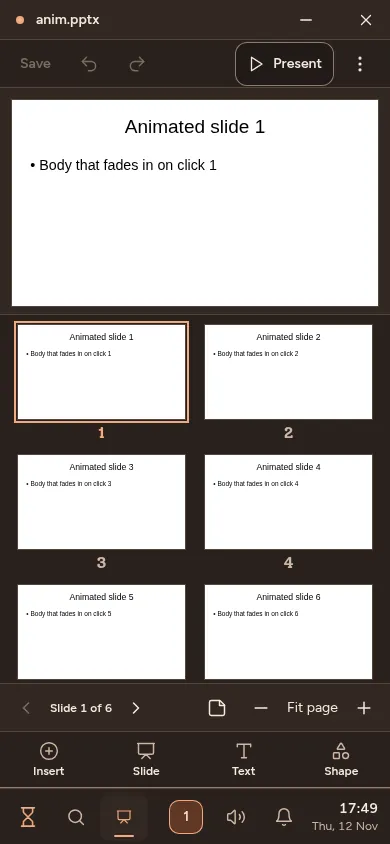 anim.pptx
Save
Present
Animated slide 1
• Body that fades in on click 1
Animated slide 1
• Body that fades in on click 1
1
Animated slide 2
• Body that fades in on click 2
2
Animated slide 3
• Body that fades in on click 3
3
Animated slide 4
• Body that fades in on click 4
4
Animated slide 5
• Body that fades in on click 5
Animated slide 6
• Body that fades in on click 6
Slide 1 of 6
Fit page
Insert
Slide
Text
Shape
1
17:49
Thu, 12 Nov